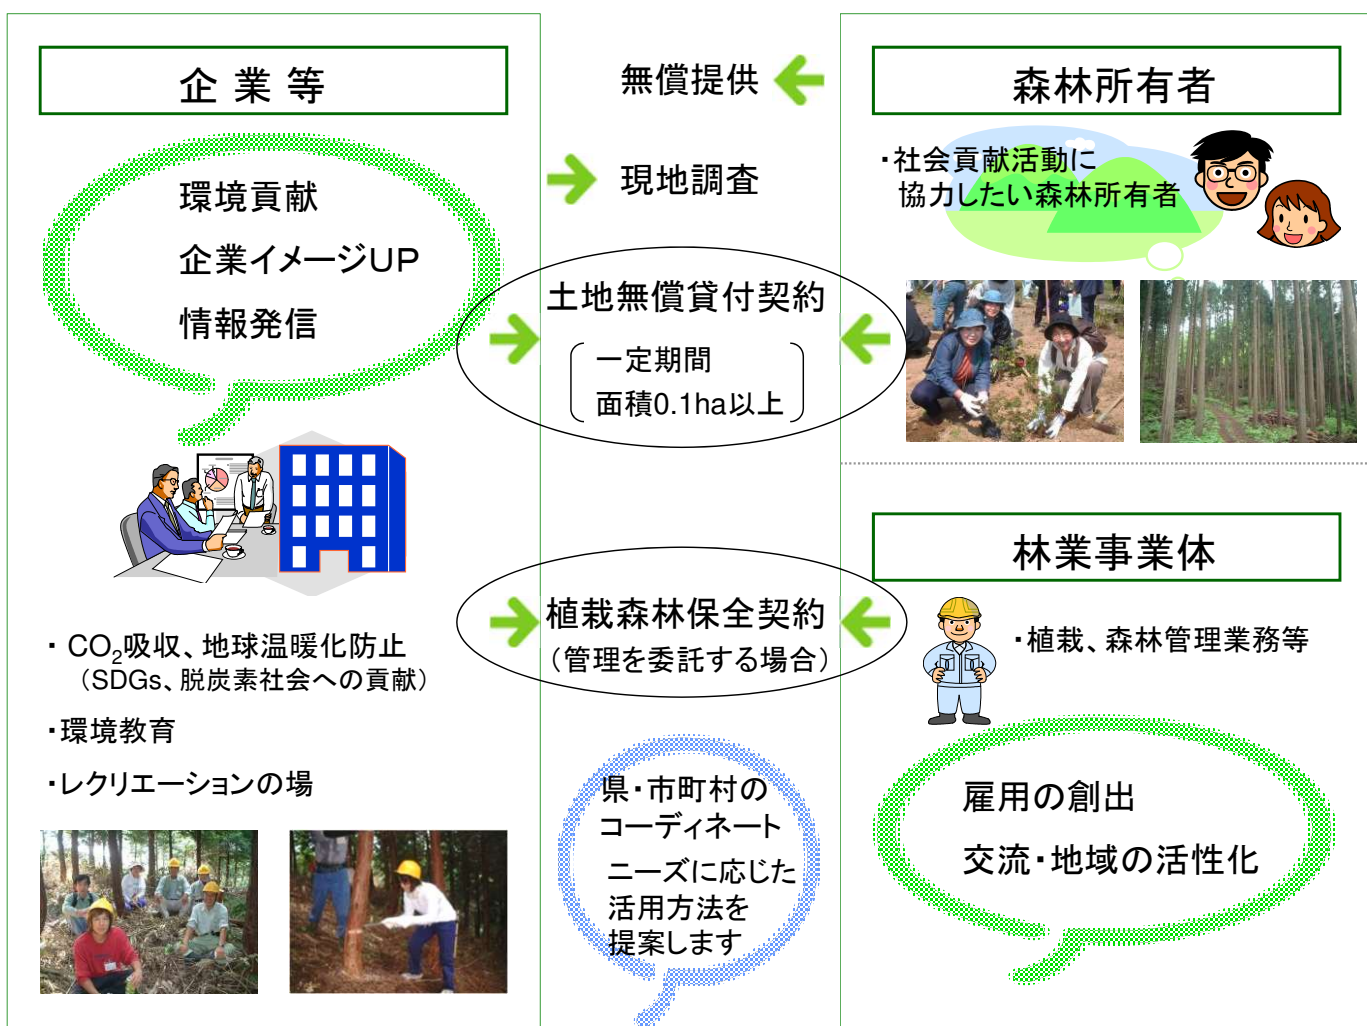 企業等
環境貢献
企業イメージUP
情報発信
・CO₂吸収、地球温暖化防止
（SDGs、脱炭素社会への貢献）
・環境教育
・レクリエーションの場
無償提供
現地調査
土地無償貸付契約
一定期間
面積0.1ha以上
植栽森林保全契約
（管理を委託する場合）
県・市町村の
コーディネート
ニーズに応じた
活用方法を
提案します
森林所有者
・社会貢献活動に
協力したい森林所有者
林業事業体
・植栽、森林管理業務等
雇用の創出
交流・地域の活性化